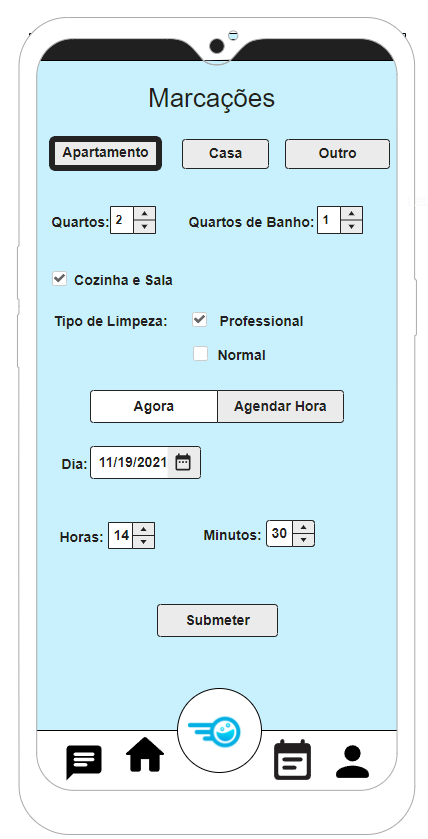 Marcações
Apartamento Casa Outro
Quartos: 2 Quartos de Banho: 1
Cozinha e Sala
Tipo de Limpeza: Professional
Normal
Agora Agendar Hora
Dia: 11/19/2021
Horas: 14 Minutos: 30
Submeter